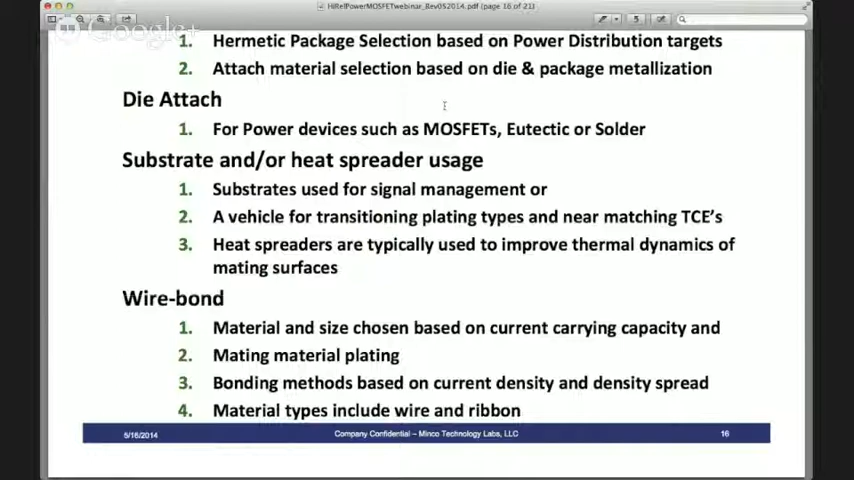 HiRelPowerMOSFETwebinar_Rev052014.pdf (page 16 of 21)
Google+
1. Hermetic Package Selection based on Power Distribution targets
2. Attach material selection based on die & package metallization
Die Attach
1. For Power devices such as MOSFETs, Eutectic or Solder
Substrate and/or heat spreader usage
1. Substrates used for signal management or
2. A vehicle for transitioning plating types and near matching TCE's
3. Heat spreaders are typically used to improve thermal dynamics of
mating surfaces
Wire-bond
1. Material and size chosen based on current carrying capacity and
2. Mating material plating
3. Bonding methods based on current density and density spread
4. Material types include wire and ribbon
5/16/2014 Company Confidential – Minco Technology Labs, LLC 16